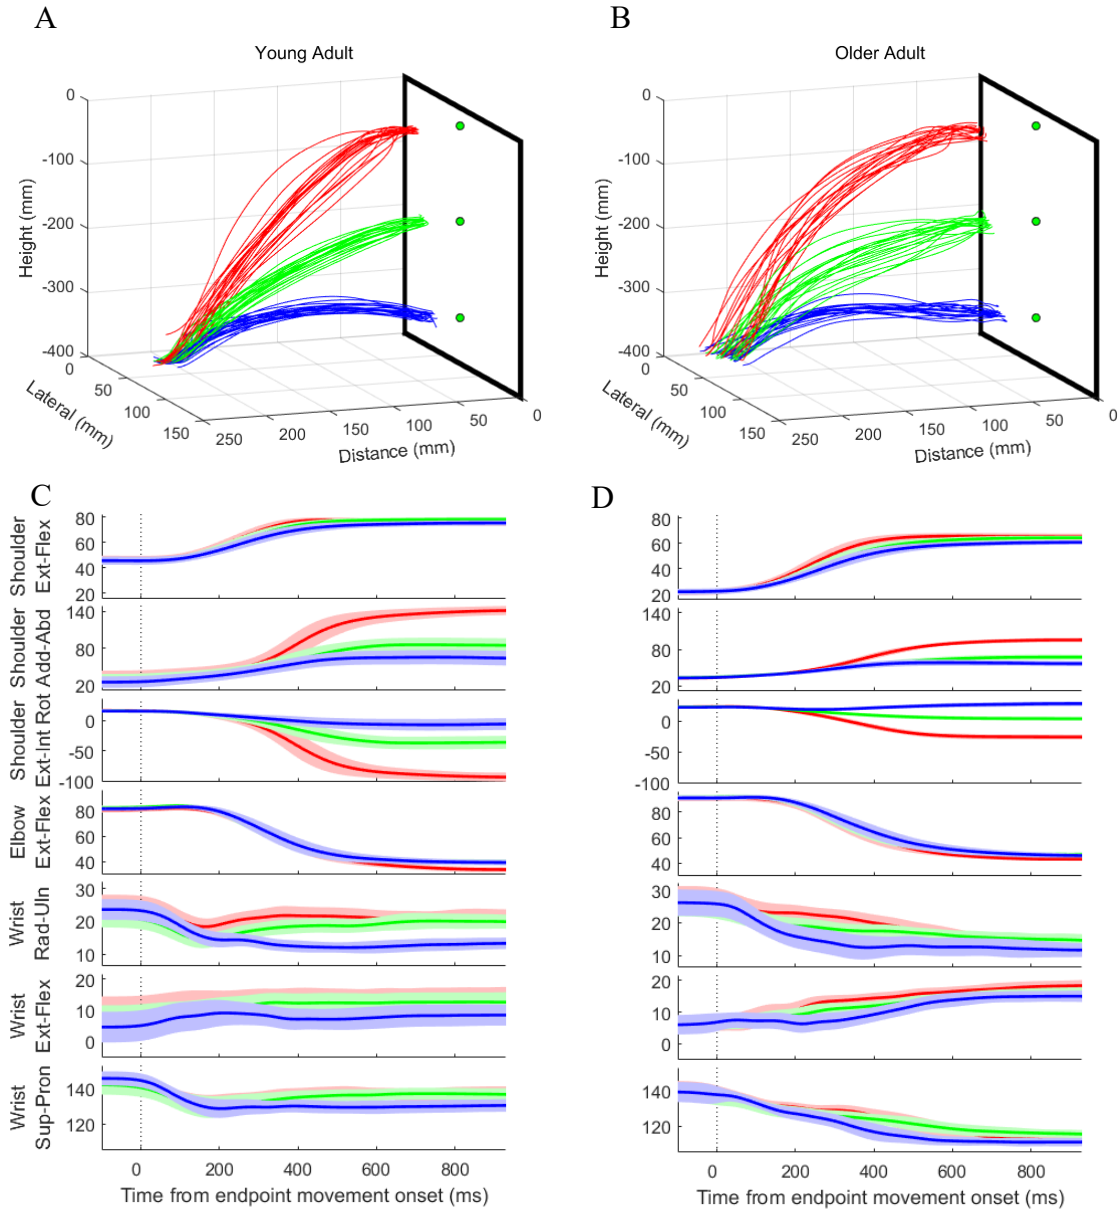 A
B
Young Adult
Older Adult
0
-100
-200
-300
-400
Height (mm)
0
50
100
150
Lateral (mm)
250
200
150
100
50
0
Distance (mm)
0
-100
-200
-300
-400
Height (mm)
0
50
100
150
Lateral (mm)
250
200
150
100
50
0
Distance (mm)
C
D
Shoulder
Ext-Flex
80
60
40
20
Shoulder
Add-Abd
140
80
20
Shoulder
Ext-Int Rot
0
-50
-100
Elbow
Ext-Flex
80
60
40
Wrist
Rad-Uln
30
20
10
Wrist
Ext-Flex
20
10
0
Wrist
Sup-Pron
140
120
0 200 400 600 800
Time from endpoint movement onset (ms)
80
60
40
20
140
80
20
0
-50
-100
80
60
40
30
20
10
20
10
0
140
120
0 200 400 600 800
Time from endpoint movement onset (ms)